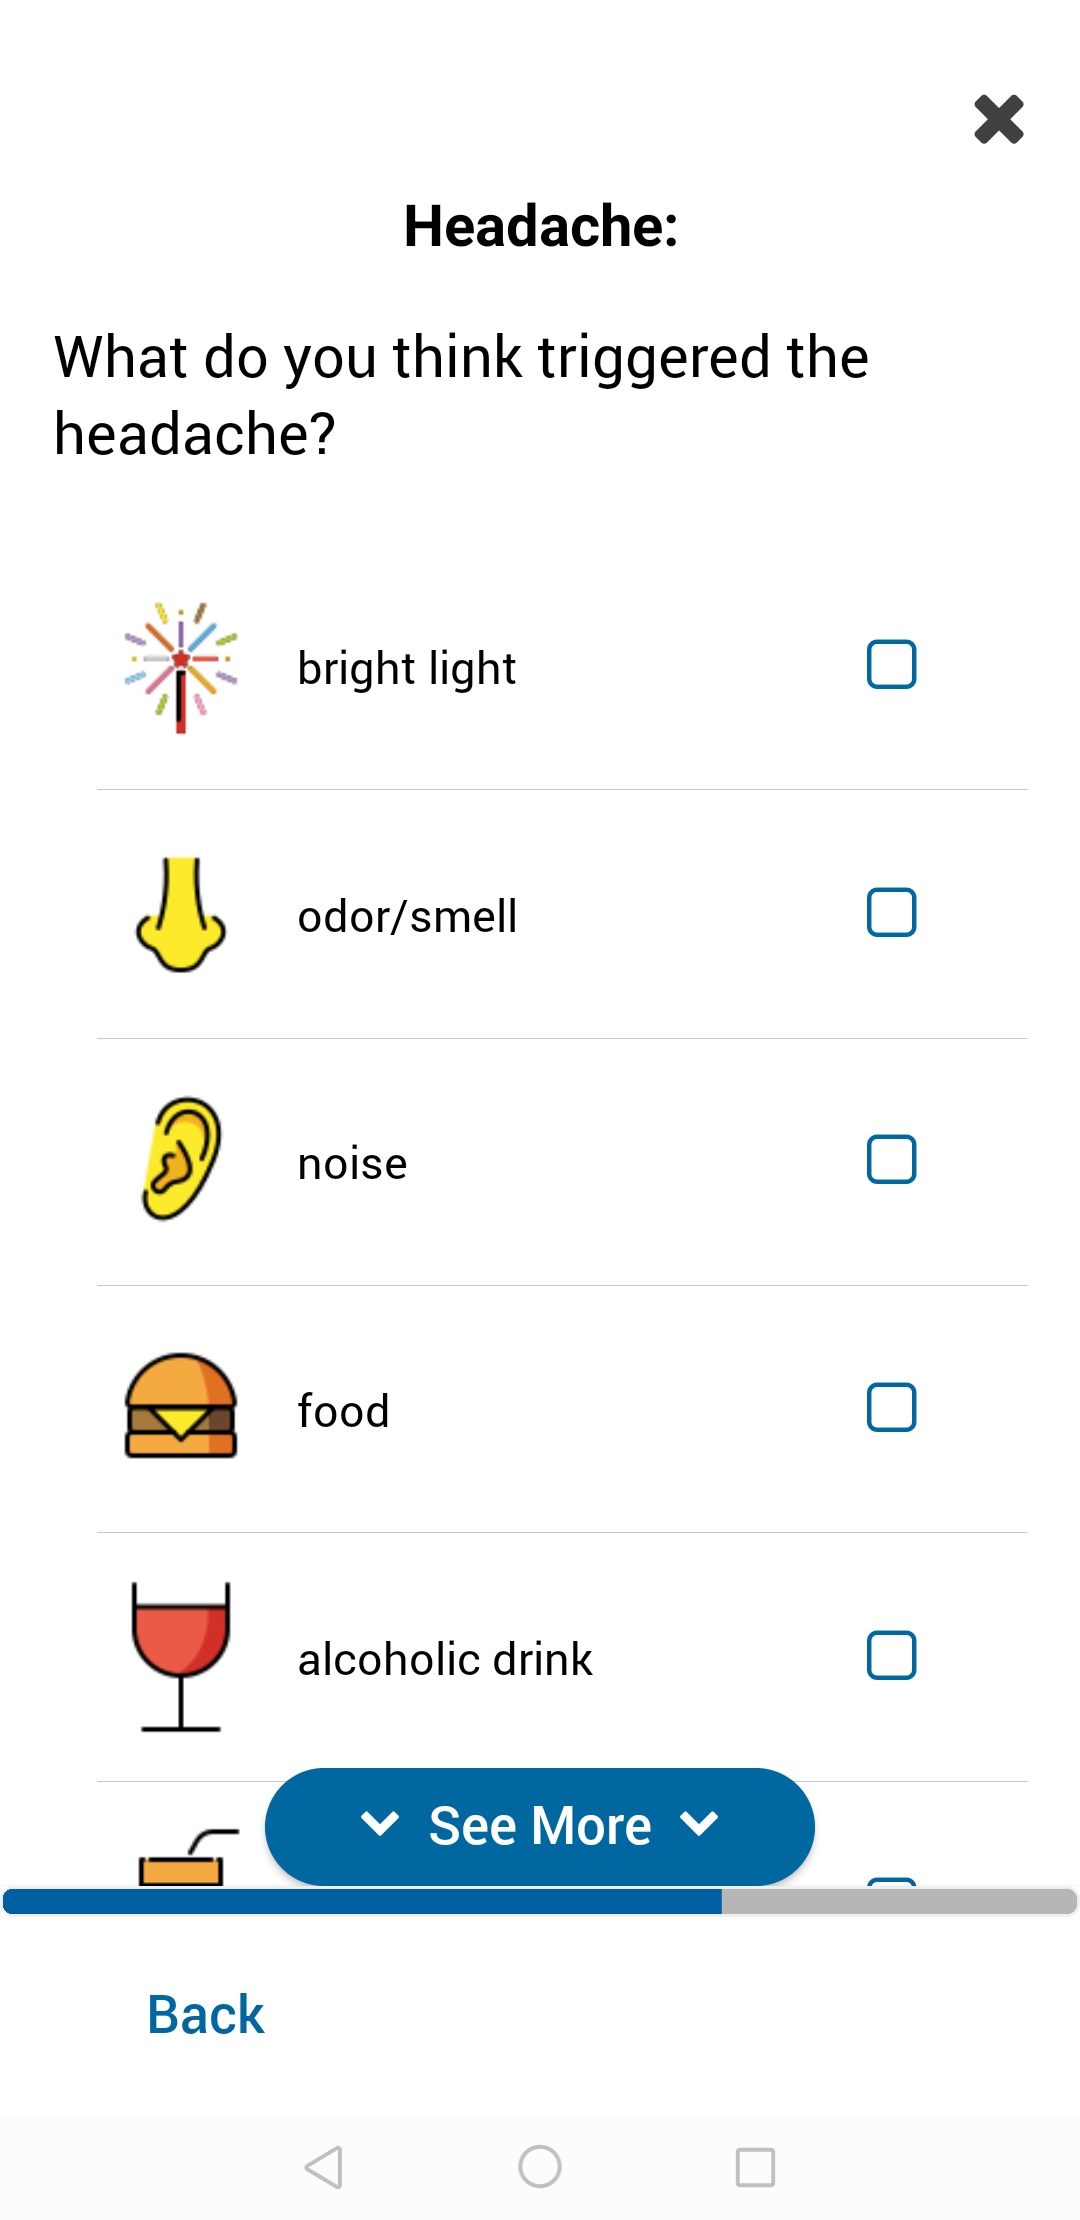 Headache:
What do you think triggered the
headache?
bright light
odor/smell
noise
food
alcoholic drink
See More
Back